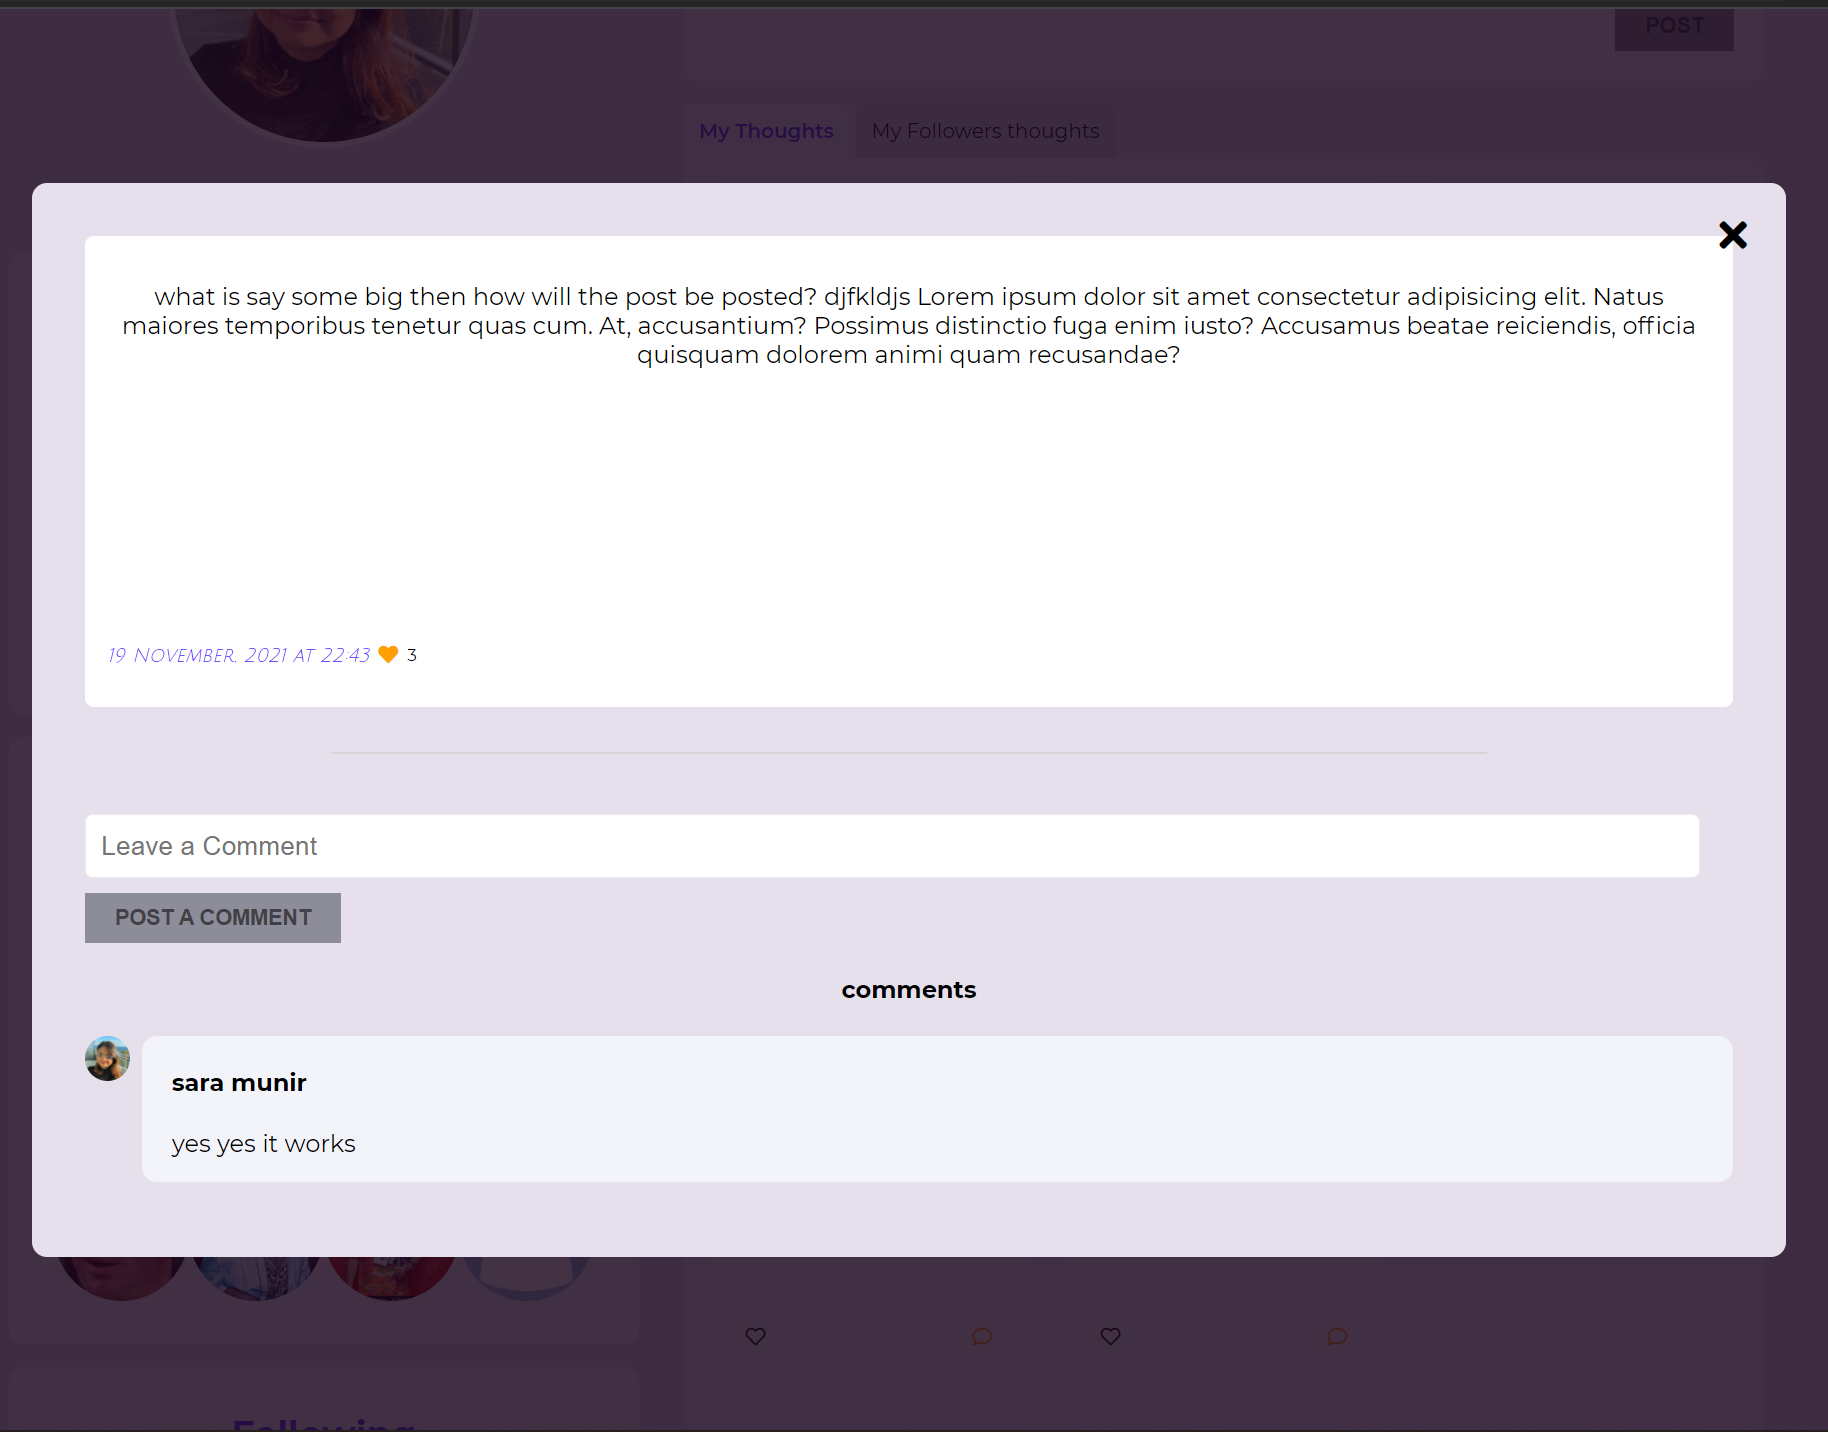 POST
My Thoughts
My Followers thoughts
what is say some big then how will the post be posted? djfkldjs Lorem ipsum dolor sit amet consectetur adipisicing elit. Natus
maiores temporibus tenetur quas cum. At, accusantium? Possimus distinctio fuga enim iusto? Accusamus beatae reiciendis, officia
quisquam dolorem animi quam recusandae?
19 November, 2021 at 22:43 3
Leave a Comment
POST A COMMENT
comments
sara munir
yes yes it works
Following